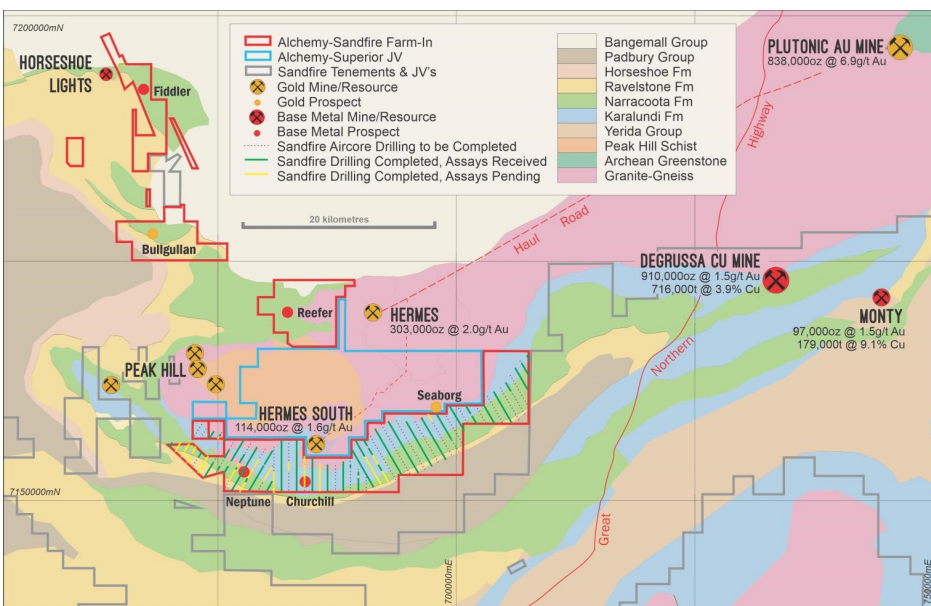 7200000mN
HORSESHOE
LIGHTS
Fiddler
Alchemy-Sandfire Farm-In
Alchemy-Superior JV
Sandfire Tenements & JV's
Gold Mine/Resource
Gold Prospect
Base Metal Mine/Resource
Base Metal Prospect
Sandfire Aircore Drilling to be Completed
Sandfire Drilling Completed, Assays Received
Sandfire Drilling Completed, Assays Pending
Bangemall Group
Padbury Group
Horseshoe Fm
Ravelstone Fm
Narracoota Fm
Karalundi Fm
Yerida Group
Peak Hill Schist
Archean Greenstone
Granite-Gneiss
PLUTONIC AU MINE
838,000oz @ 6.9g/t Au
Highway
20 kilometres
Haul Road
Bullgullan
DEGRUSSA CU MINE
910,000oz @ 1.5g/t Au
716,000t @ 3.9% Cu
Reefer
HERMES
303,000oz @ 2.0g/t Au
MONTY
97,000oz @ 1.5g/t Au
179,000t @ 9.1% Cu
Northern
PEAK HILL
Seaborg
HERMES SOUTH
114,000oz @ 1.6g/t Au
7150000mN
Neptune
Churchill
Great
700000mE